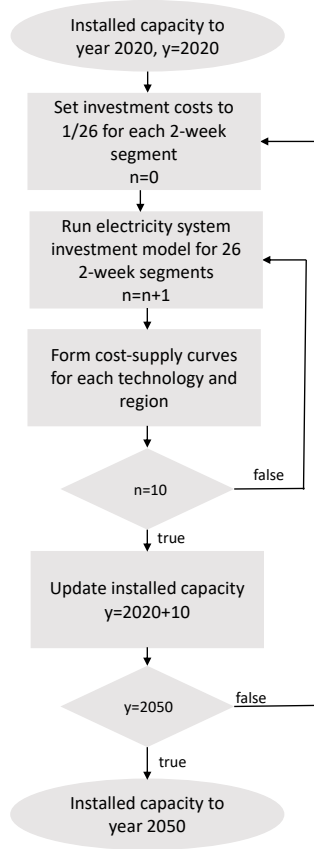 Installed capacity to
year 2020, y=2020
Set investment costs to
1/26 for each 2-week
segment
n=0
Run electricity system
investment model for 26
2-week segments
n=n+1
Form cost-supply curves
for each technology and
region
n=10
false
true
Update installed capacity
y=2020+10
y=2050
false
true
Installed capacity to
year 2050